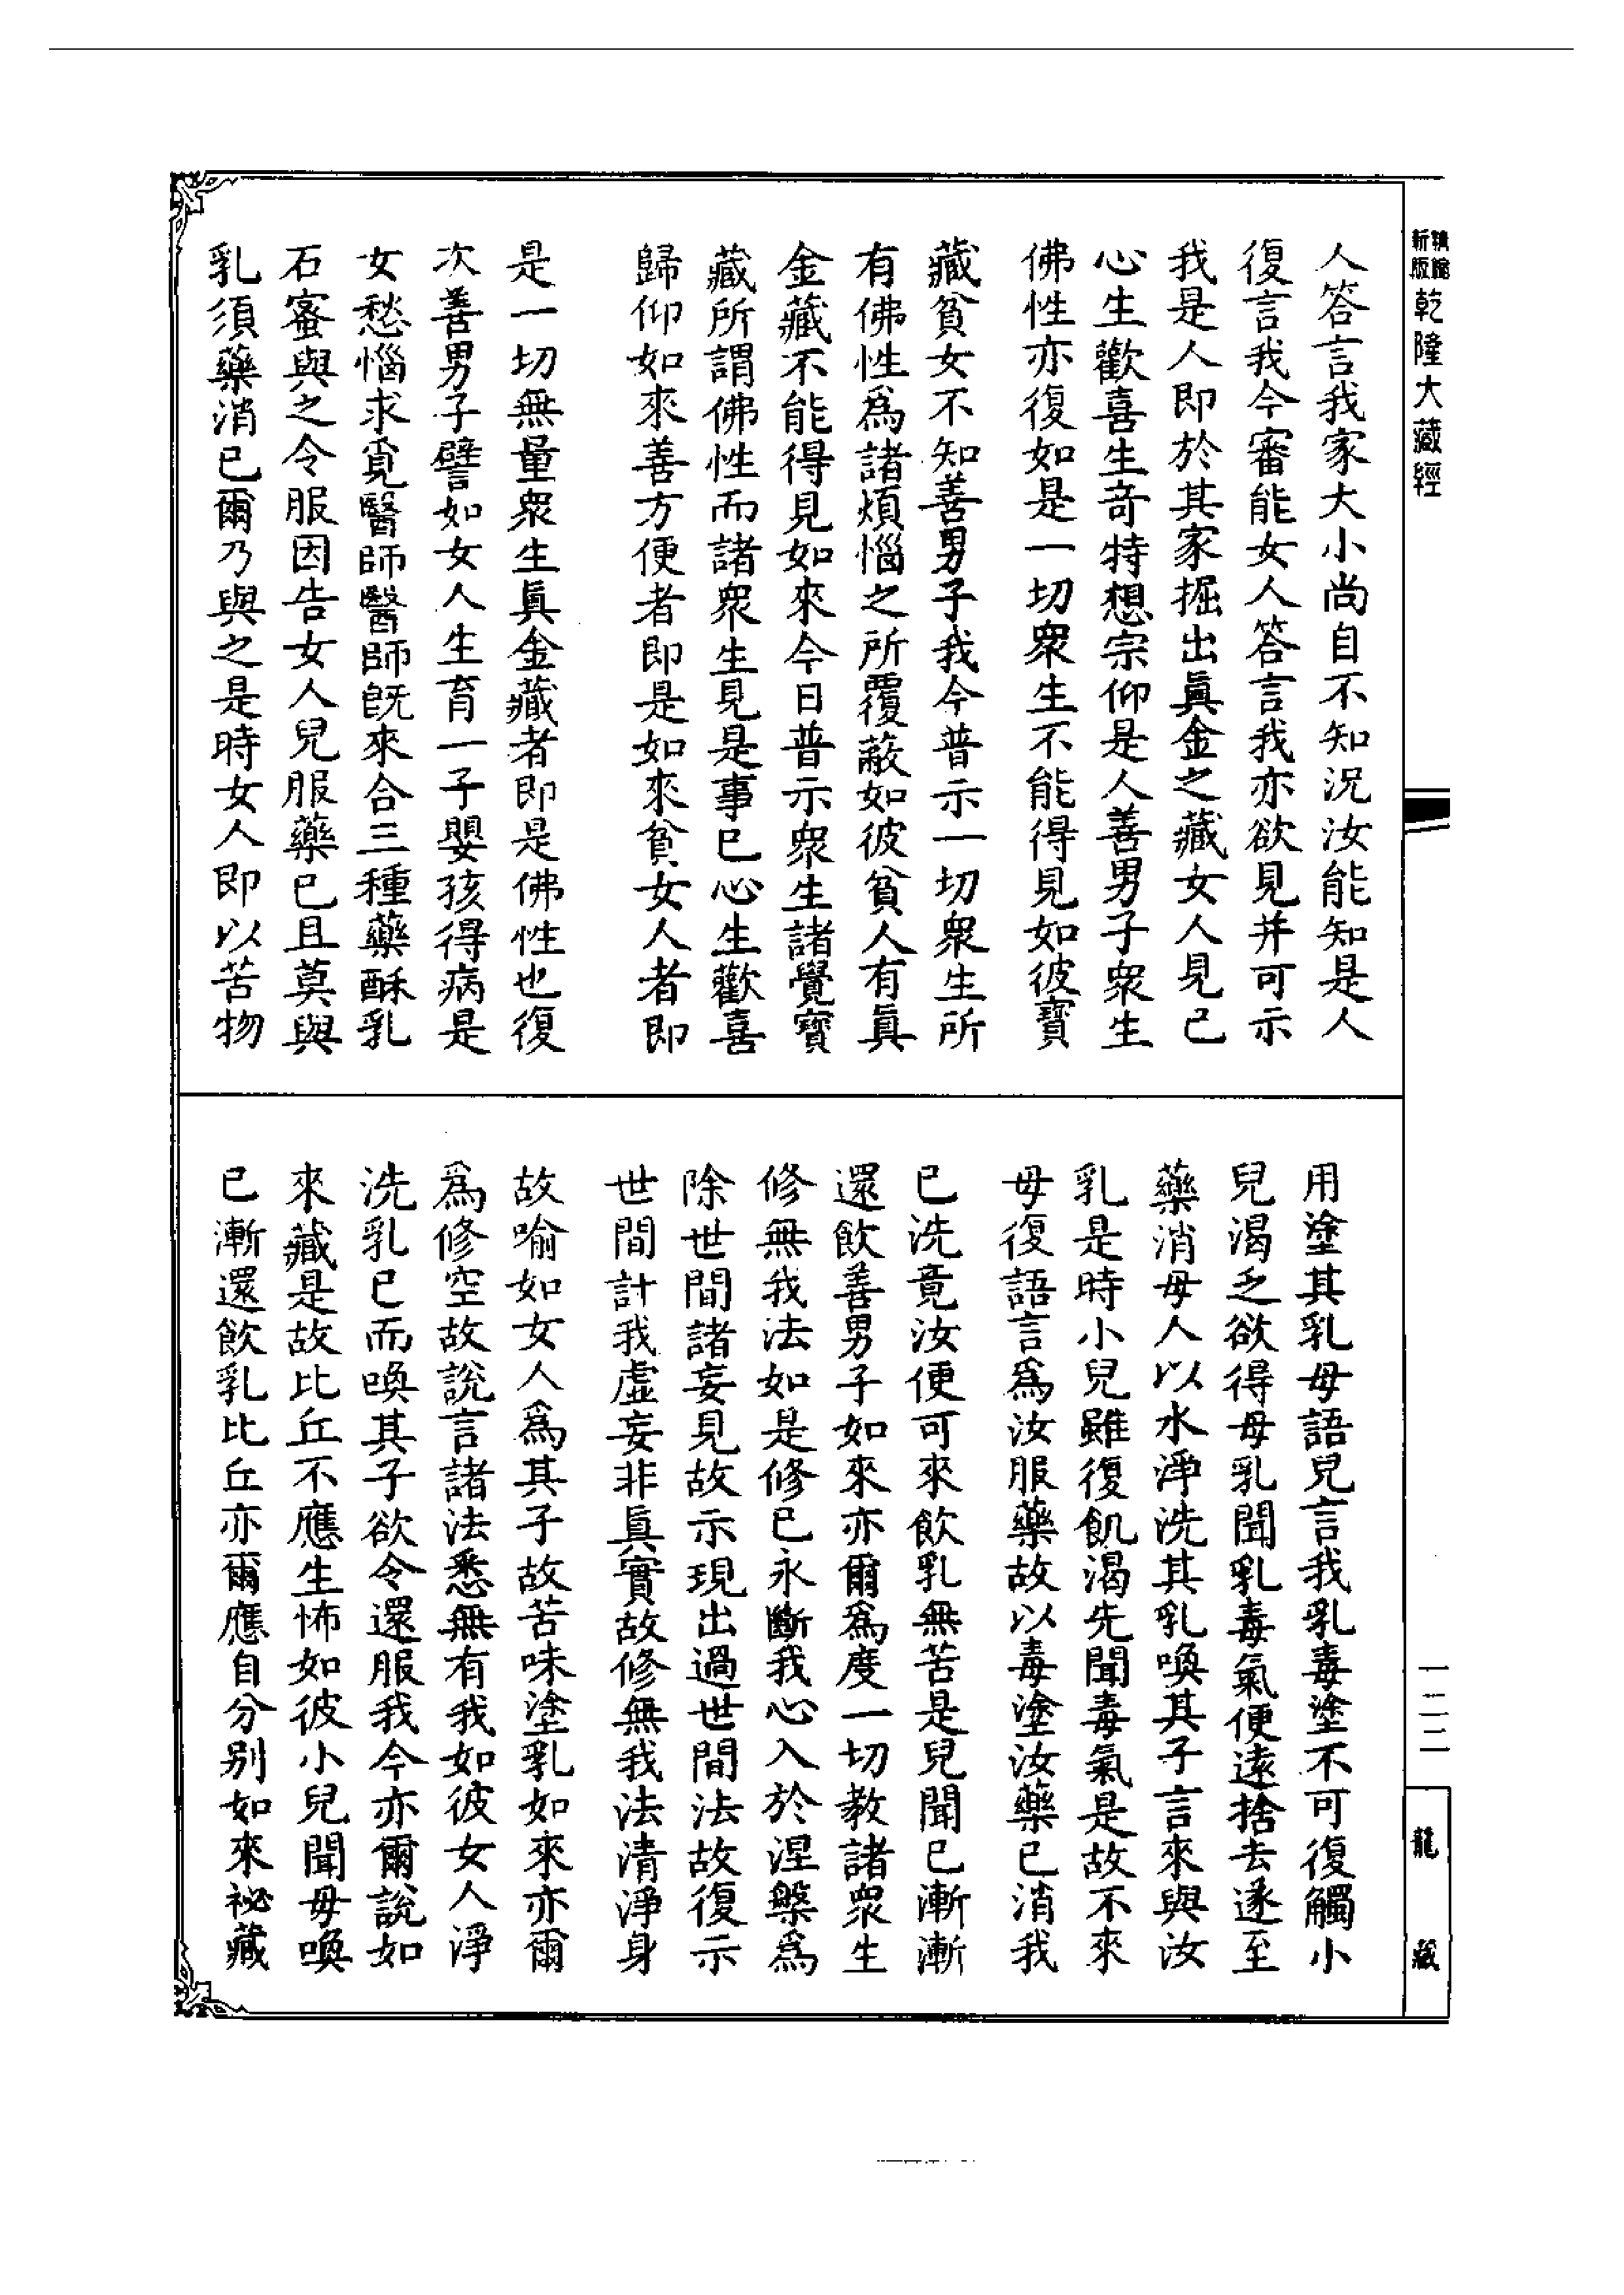 新版
乾隆大藏經
人答言我家大小尚自不知況汝能知是人
復言我今審能女人答言我亦欲見并可示
我是人即於其家掘出眞金之藏女人見已
心生歡喜生竒特想宗仰是人善男子衆生
佛性亦復如是一切衆生不能得見如彼寳
藏貧女不知善男子我今普示一切衆生所
有佛性爲諸煩惱之所覆蔽如彼貧人有眞
金藏不能得見如來今日普示衆生諸覺寳
藏所謂佛性而諸衆生見是事已心生歡喜
歸仰如來善方便者即是如來貧女人者即
是一切無量衆生眞金藏者即是佛性也復
次善男子譬如女人生育一子嬰孩得病是
女愁惱求覓醫師醫師旣來合三種藥酥乳
石蜜與之令服因告女人兒服藥已且莫與
乳須藥消已爾乃與之是時女人即以苦物
用塗其乳母語兒言我乳毒塗不可復觸小
兒渴乏欲得母乳聞乳毒氣便遠捨去遂至
藥消母人以水淨洗其乳喚其子言來與汝
乳是時小兒雖復飢渴先聞毒氣是故不來
母復語言爲汝服藥故以毒塗汝藥已消我
已洗竟汝便可來飲乳無苦是兒聞已漸漸
還飲善男子如來亦爾爲度一切教諸衆生
修無我法如是修已永斷我心入於涅槃爲
除世間諸妄見故示現出過世間法故復示
世間計我虛妄非眞實故修無我法清淨身
故喻如女人爲其子故苦味塗乳如來亦爾
爲修空故說言諸法悉無有我如彼女人淨
洗乳已而喚其子欲令還服我今亦爾說如
來藏是故比丘不應生怖如彼小兒聞母喚
已漸還飲乳比丘亦爾應自分別如來祕藏
一二二
龍藏